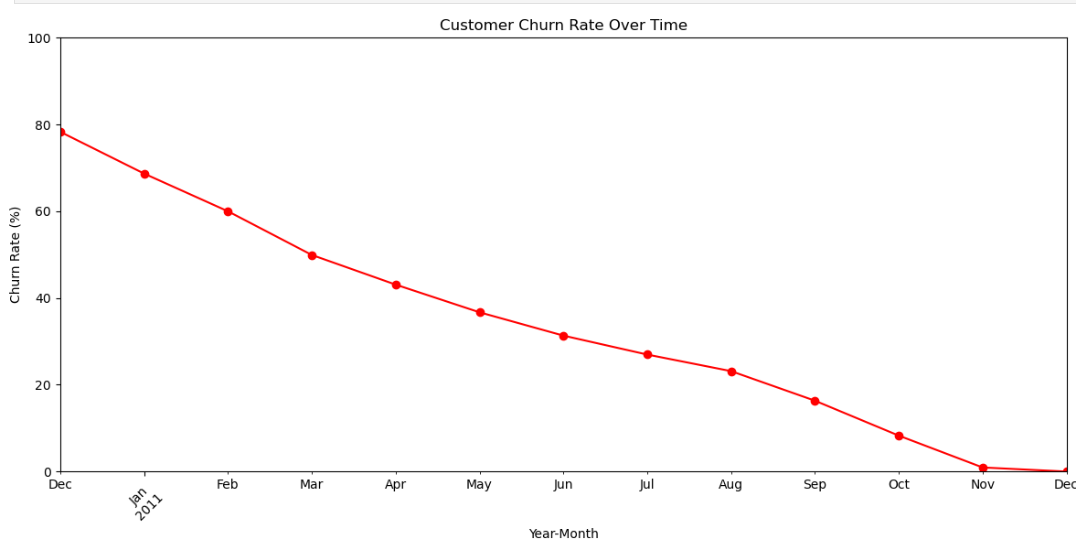 Customer Churn Rate Over Time
100
80
60
40
20
0
Churn Rate (%)
Dec
Jan
2011
Feb
Mar
Apr
May
Jun
Jul
Aug
Sep
Oct
Nov
Dec
Year-Month